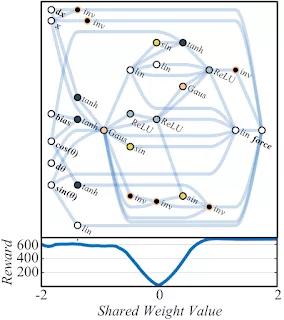 dx
inv
x
inv
sin
tanh
lin
lin
ReLU
inv
Gaus
tanh
bias
tanh
Gaus
ReLU
ReLU
sin
lin
force
cos(θ)
dθ
sin(θ)
tanh
inv
inv
sin
inv
lin
Reward
600
400
200
-2
0
2
Shared Weight Value